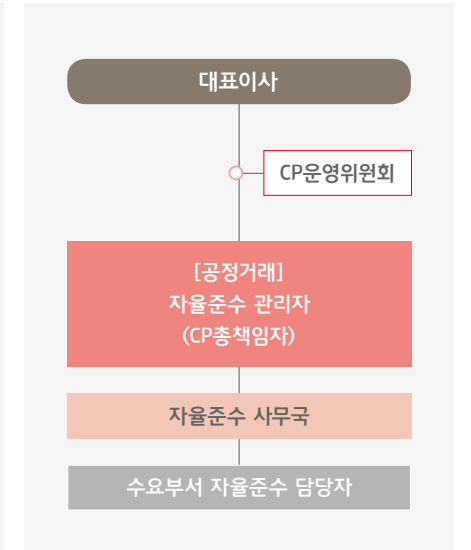 대표이사
CP운영위원회
[공정거래]
자율준수 관리자
(CP총책임자)
자율준수 사무국
수요부서 자율준수 담당자